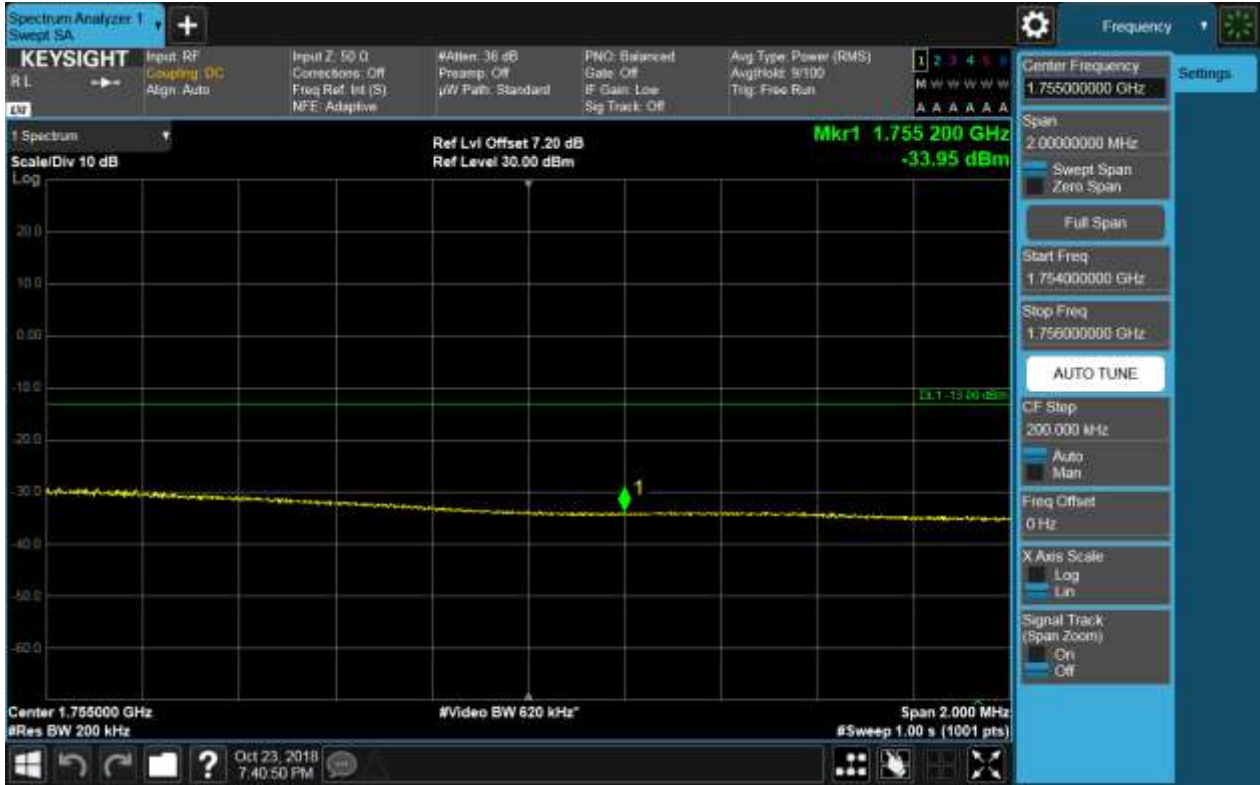 Spectrum Analyzer 1
Swept SA
+
Frequency
KEYSIGHT
R L
Input: RF
Coupling: DC
Align: Auto
Input Z: 50 Ω
Corrections: Off
Freq Ref: Int (S)
NFE: Adaptive
#Atten: 36 dB
Preamp: Off
µW Path: Standard
PNO: Balanced
Gate: Off
IF Gain: Low
Sig Track: Off
Avg Type: Power (RMS)
Avg|Hold: 9/100
Trig: Free Run
1 2 3 4 5 6
M W W W W W
A A A A A A
Center Frequency
1.755000000 GHz
Settings
Span
2.00000000 MHz
Swept Span
Zero Span
Full Span
Start Freq
1.754000000 GHz
Stop Freq
1.756000000 GHz
AUTO TUNE
CF Step
200.000 kHz
Auto
Man
Freq Offset
0 Hz
X Axis Scale
Log
Lin
Signal Track
(Span Zoom)
On
Off
1 Spectrum
Scale/Div 10 dB
Log
Ref Lvl Offset 7.20 dB
Ref Level 30.00 dBm
Mkr1 1.755 200 GHz
-33.95 dBm
20.0
10.0
0.00
-10.0
DL1 -13.00 dBm
-20.0
-30.0
1
-40.0
-50.0
-60.0
Center 1.755000 GHz
#Res BW 200 kHz
#Video BW 620 kHz*
Span 2.000 MHz
#Sweep 1.00 s (1001 pts)
?
Oct 23, 2018
7:40:50 PM